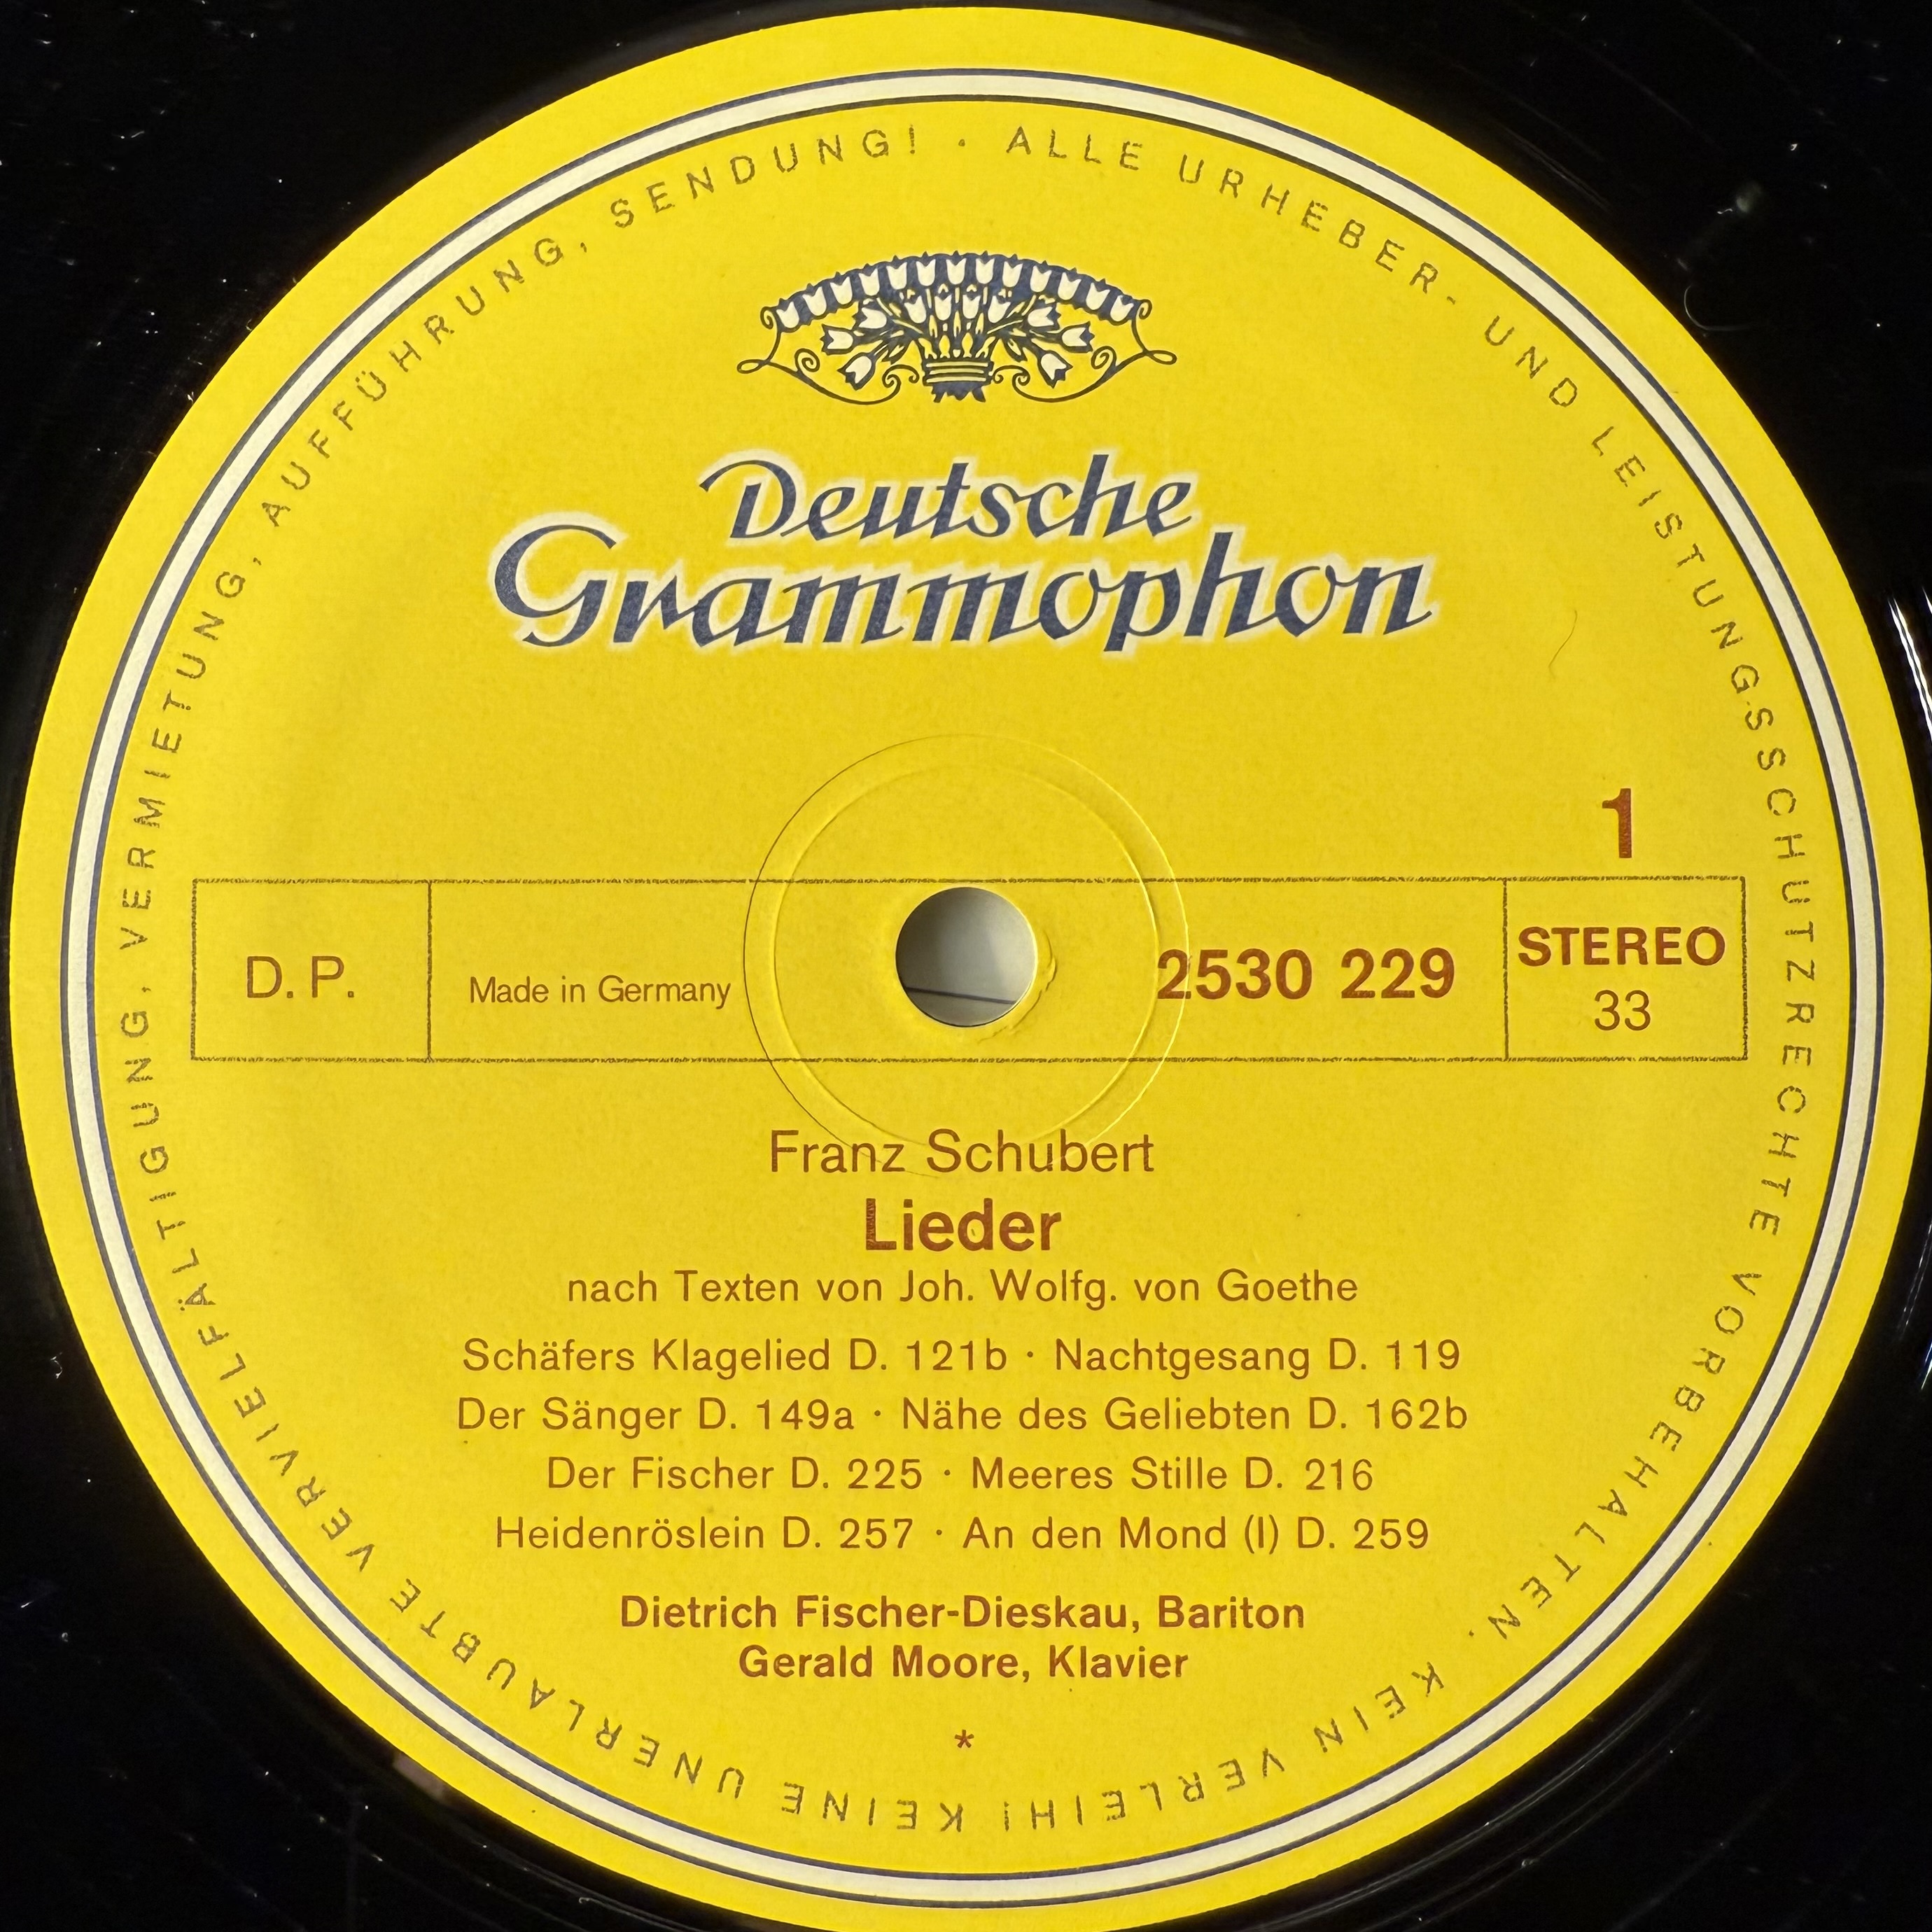 Deutsche
Grammophon
1
D.P.
Made in Germany
2530 229
STEREO
33
Franz Schubert
Lieder
nach Texten von Joh. Wolfg. von Goethe
Schäfers Klagelied D. 121b · Nachtgesang D. 119
Der Sänger D. 149a · Nähe des Geliebten D. 162b
Der Fischer D. 225 · Meeres Stille D. 216
Heidenröslein D. 257 · An den Mond (I) D. 259
Dietrich Fischer-Dieskau, Bariton
Gerald Moore, Klavier
*
ALLE URHEBER- UND LEISTUNGSSCHUTZRECHTE VORBEHALTEN. KEIN VERLEIH! KEINE UNERLAUBTE VERVIELFÄLTIGUNG, VERMIETUNG, AUFFÜHRUNG, SENDUNG! ·